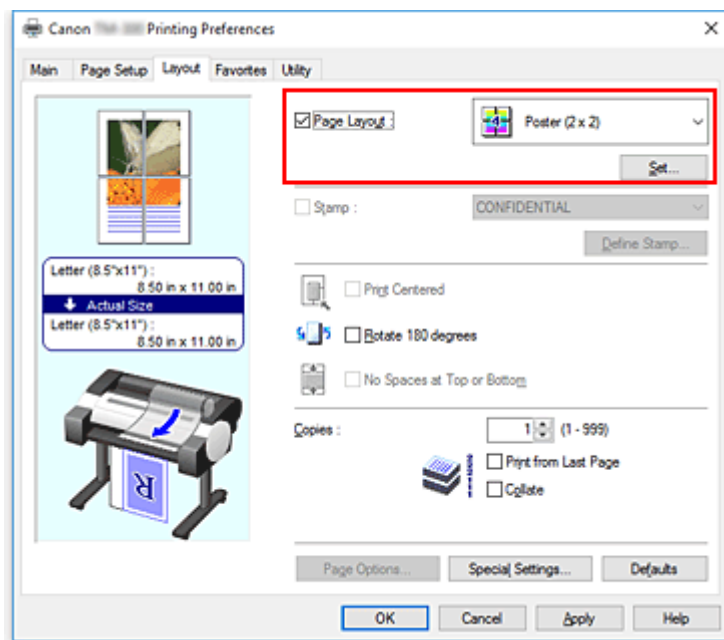 Canon Printing Preferences
Main Page Setup Layout Favorites Utility
Page Layout :
4 Poster (2 x 2)
Set...
Stamp : CONFIDENTIAL
Define Stamp...
Letter (8.5"x11") :
8.50 in x 11.00 in
Actual Size
Letter (8.5"x11") :
8.50 in x 11.00 in
Print Centered
Rotate 180 degrees
No Spaces at Top or Bottom
Copies : 1 (1 - 999)
Print from Last Page
Collate
R
Page Options... Special Settings... Defaults
OK Cancel Apply Help